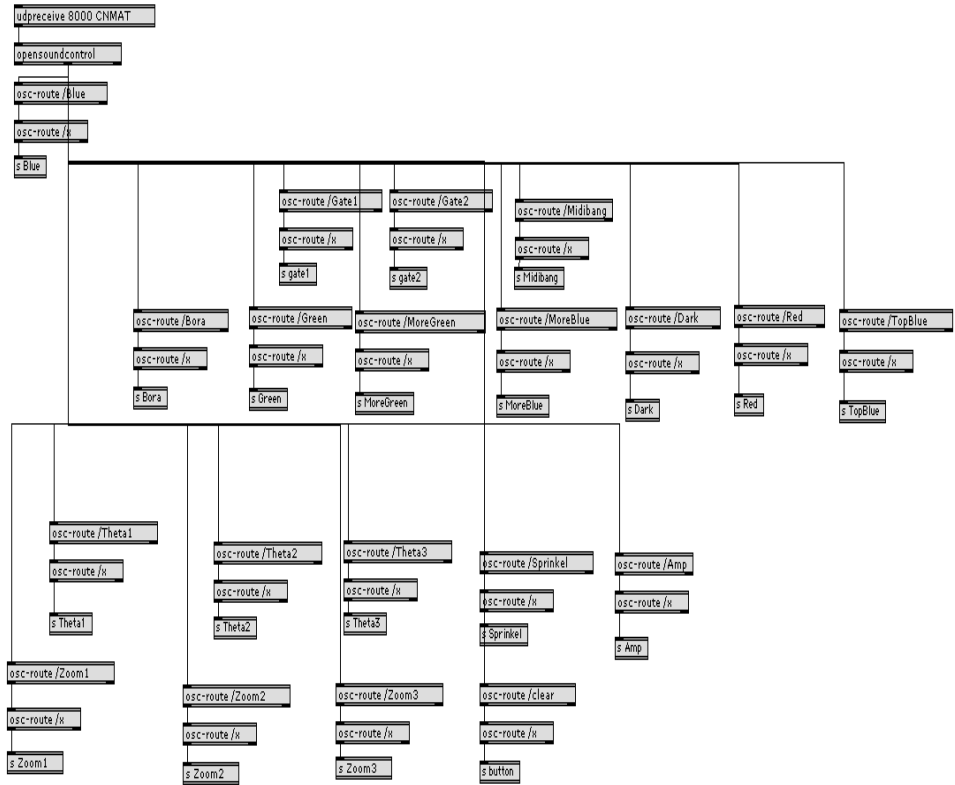 udpreceive 8000 CNMAT
opensoundcontrol
osc-route /Blue
osc-route /x
s Blue
osc-route /Gate1
osc-route /x
s gate1
osc-route /Gate2
osc-route /x
s gate2
osc-route /Midibang
osc-route /x
s Midibang
osc-route /Bora
osc-route /x
s Bora
osc-route /Green
osc-route /x
s Green
osc-route /MoreGreen
osc-route /x
s MoreGreen
osc-route /MoreBlue
osc-route /x
s MoreBlue
osc-route /Dark
osc-route /x
s Dark
osc-route /Red
osc-route /x
s Red
osc-route /TopBlue
osc-route /x
s TopBlue
osc-route /Theta1
osc-route /x
s Theta1
osc-route /Theta2
osc-route /x
s Theta2
osc-route /Theta3
osc-route /x
s Theta3
osc-route /Sprinkel
osc-route /x
s Sprinkel
osc-route /Amp
osc-route /x
s Amp
osc-route /Zoom1
osc-route /x
s Zoom1
osc-route /Zoom2
osc-route /x
s Zoom2
osc-route /Zoom3
osc-route /x
s Zoom3
osc-route /clear
osc-route /x
s button